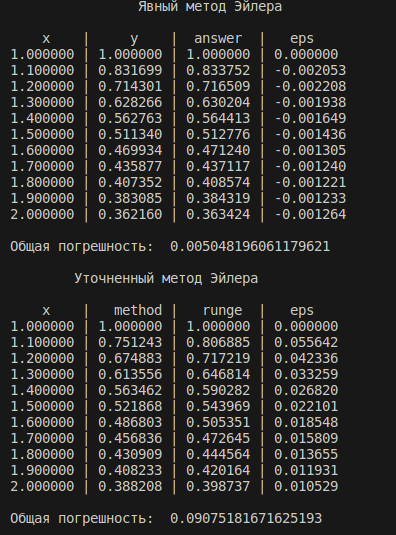 Явный метод Эйлера
x | y | answer | eps
1.000000 | 1.000000 | 1.000000 | 0.000000
1.100000 | 0.831699 | 0.833752 | -0.002053
1.200000 | 0.714301 | 0.716509 | -0.002208
1.300000 | 0.628266 | 0.630204 | -0.001938
1.400000 | 0.562763 | 0.564413 | -0.001649
1.500000 | 0.511340 | 0.512776 | -0.001436
1.600000 | 0.469934 | 0.471240 | -0.001305
1.700000 | 0.435877 | 0.437117 | -0.001240
1.800000 | 0.407352 | 0.408574 | -0.001221
1.900000 | 0.383085 | 0.384319 | -0.001233
2.000000 | 0.362160 | 0.363424 | -0.001264
Общая погрешность: 0.005048196061179621
Уточненный метод Эйлера
x | method | runge | eps
1.000000 | 1.000000 | 1.000000 | 0.000000
1.100000 | 0.751243 | 0.806885 | 0.055642
1.200000 | 0.674883 | 0.717219 | 0.042336
1.300000 | 0.613556 | 0.646814 | 0.033259
1.400000 | 0.563462 | 0.590282 | 0.026820
1.500000 | 0.521868 | 0.543969 | 0.022101
1.600000 | 0.486803 | 0.505351 | 0.018548
1.700000 | 0.456836 | 0.472645 | 0.015809
1.800000 | 0.430909 | 0.444564 | 0.013655
1.900000 | 0.408233 | 0.420164 | 0.011931
2.000000 | 0.388208 | 0.398737 | 0.010529
Общая погрешность: 0.09075181671625193